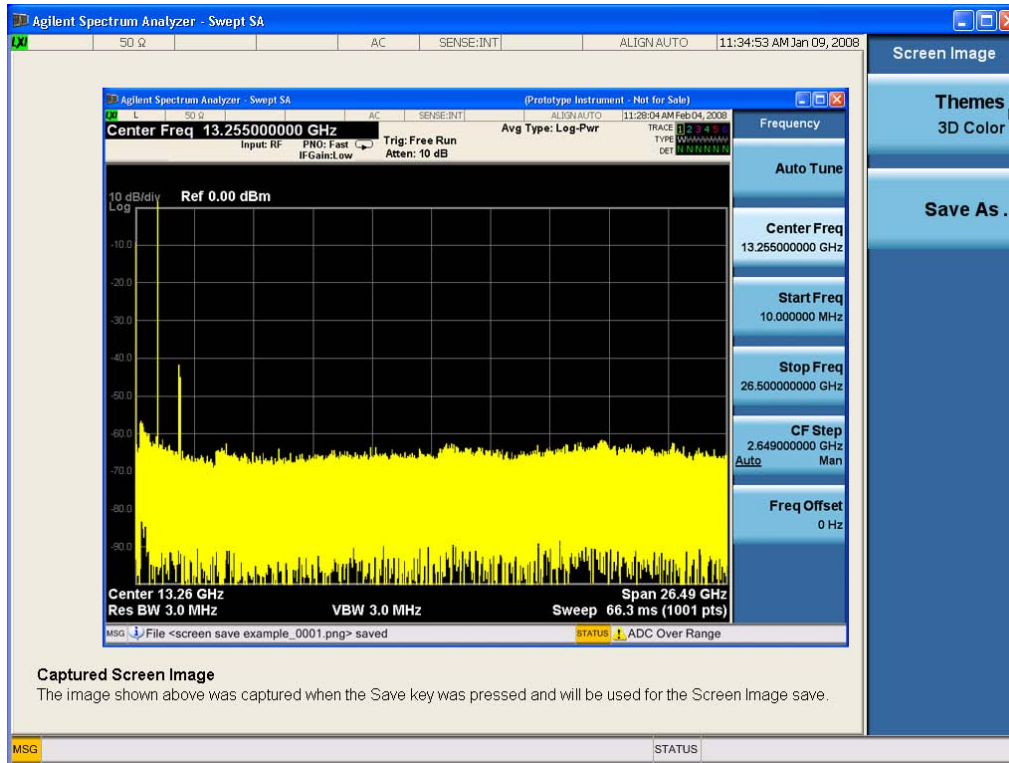 Agilent Spectrum Analyzer - Swept SA
LXI 50 Ω AC SENSE:INT ALIGN AUTO 11:34:53 AM Jan 09, 2008
Screen Image
Themes
3D Color
Save As .
Agilent Spectrum Analyzer - Swept SA (Prototype Instrument - Not for Sale)
LXI L 50 Ω AC SENSE:INT ALIGNAUTO 11:28:04 AM Feb 04, 2008
Center Freq 13.255000000 GHz
Input: RF PNO: Fast Trig: Free Run
IFGain:Low Atten: 10 dB
Avg Type: Log-Pwr
TRACE 1 2 3 4 5 6
TYPE WWWWWW
DET N N N N N N
Frequency
Auto Tune
Center Freq
13.255000000 GHz
Start Freq
10.000000 MHz
Stop Freq
26.500000000 GHz
CF Step
2.649000000 GHz
Auto Man
Freq Offset
0 Hz
10 dB/div Ref 0.00 dBm
Log
-10.0
-20.0
-30.0
-40.0
-50.0
-60.0
-70.0
-80.0
-90.0
Center 13.26 GHz Span 26.49 GHz
Res BW 3.0 MHz VBW 3.0 MHz Sweep 66.3 ms (1001 pts)
MSG File <screen save example_0001.png> saved STATUS ADC Over Range
Captured Screen Image
The image shown above was captured when the Save key was pressed and will be used for the Screen Image save.
MSG STATUS